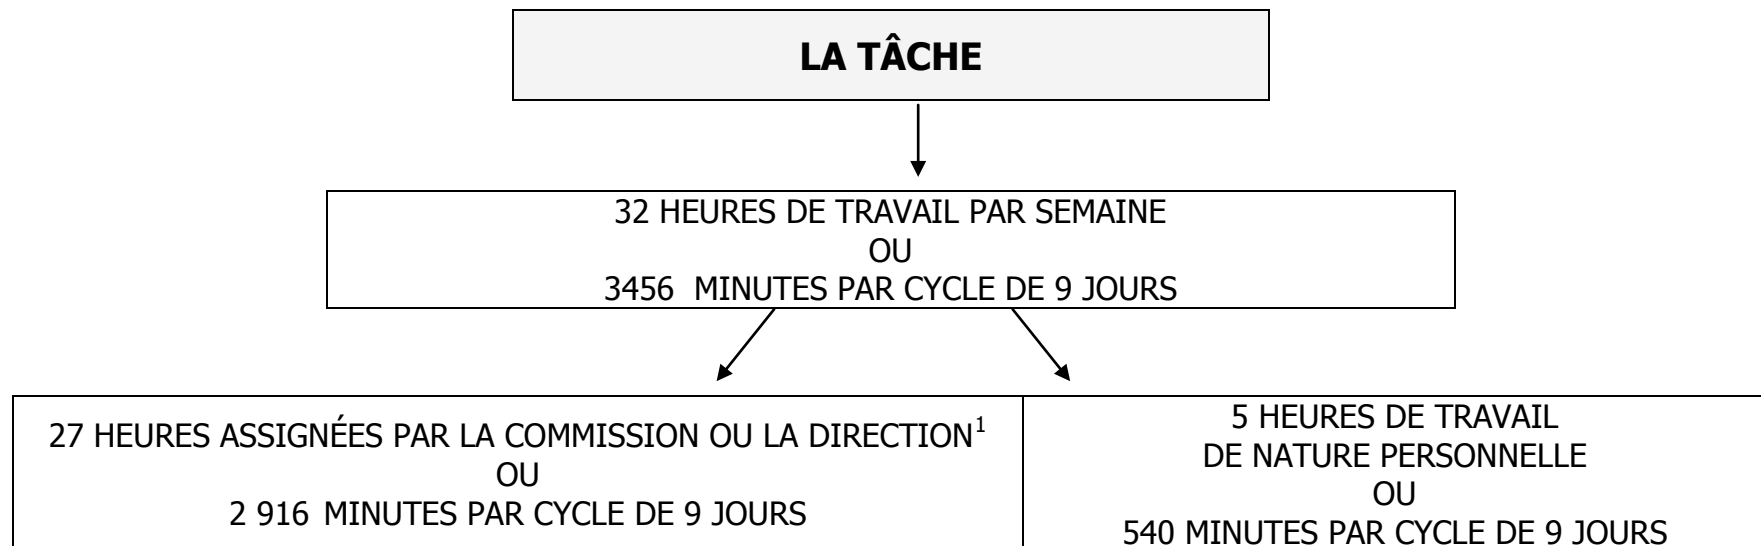 LA TÂCHE
32 HEURES DE TRAVAIL PAR SEMAINE
OU
3456 MINUTES PAR CYCLE DE 9 JOURS
27 HEURES ASSIGNÉES PAR LA COMMISSION OU LA DIRECTION¹
OU
2 916 MINUTES PAR CYCLE DE 9 JOURS
5 HEURES DE TRAVAIL
DE NATURE PERSONNELLE
OU
540 MINUTES PAR CYCLE DE 9 JOURS